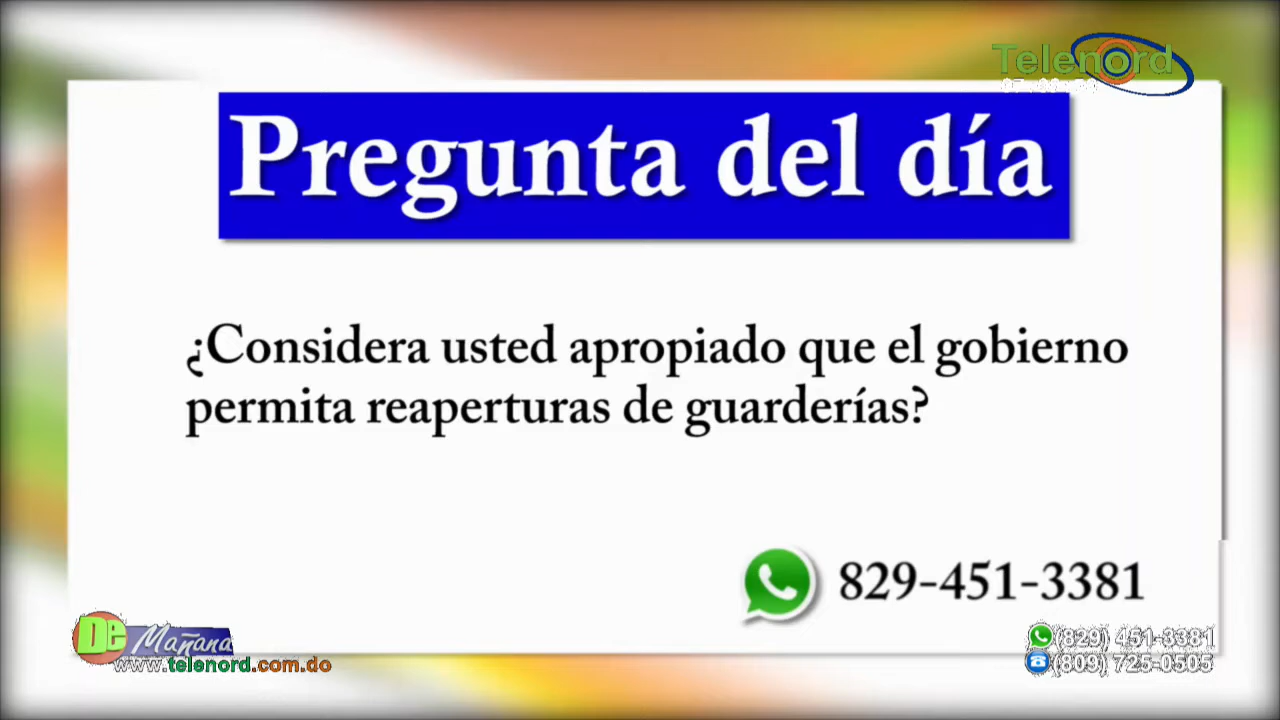 Telenord
Pregunta del día
¿Considera usted apropiado que el gobierno
permita reaperturas de guarderías?
829-451-3381
De Mañana
www.telenord.com.do
(829) 451-3381
(809) 725-0505